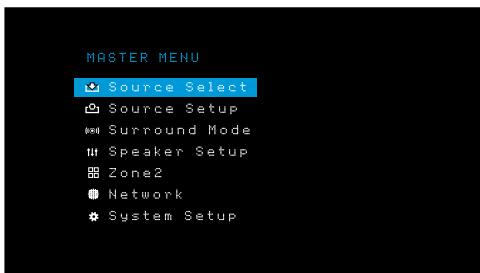 MASTER MENU
Source Select
Source Setup
Surround Mode
Speaker Setup
Zone2
Network
System Setup